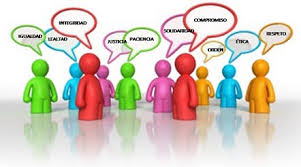 IGUALDAD
LEALTAD
INTEGRIDAD
JUSTICIA
PACIENCIA
SOLIDARIDAD
COMPROMISO
ORDEN
ÉTICA
RESPETO